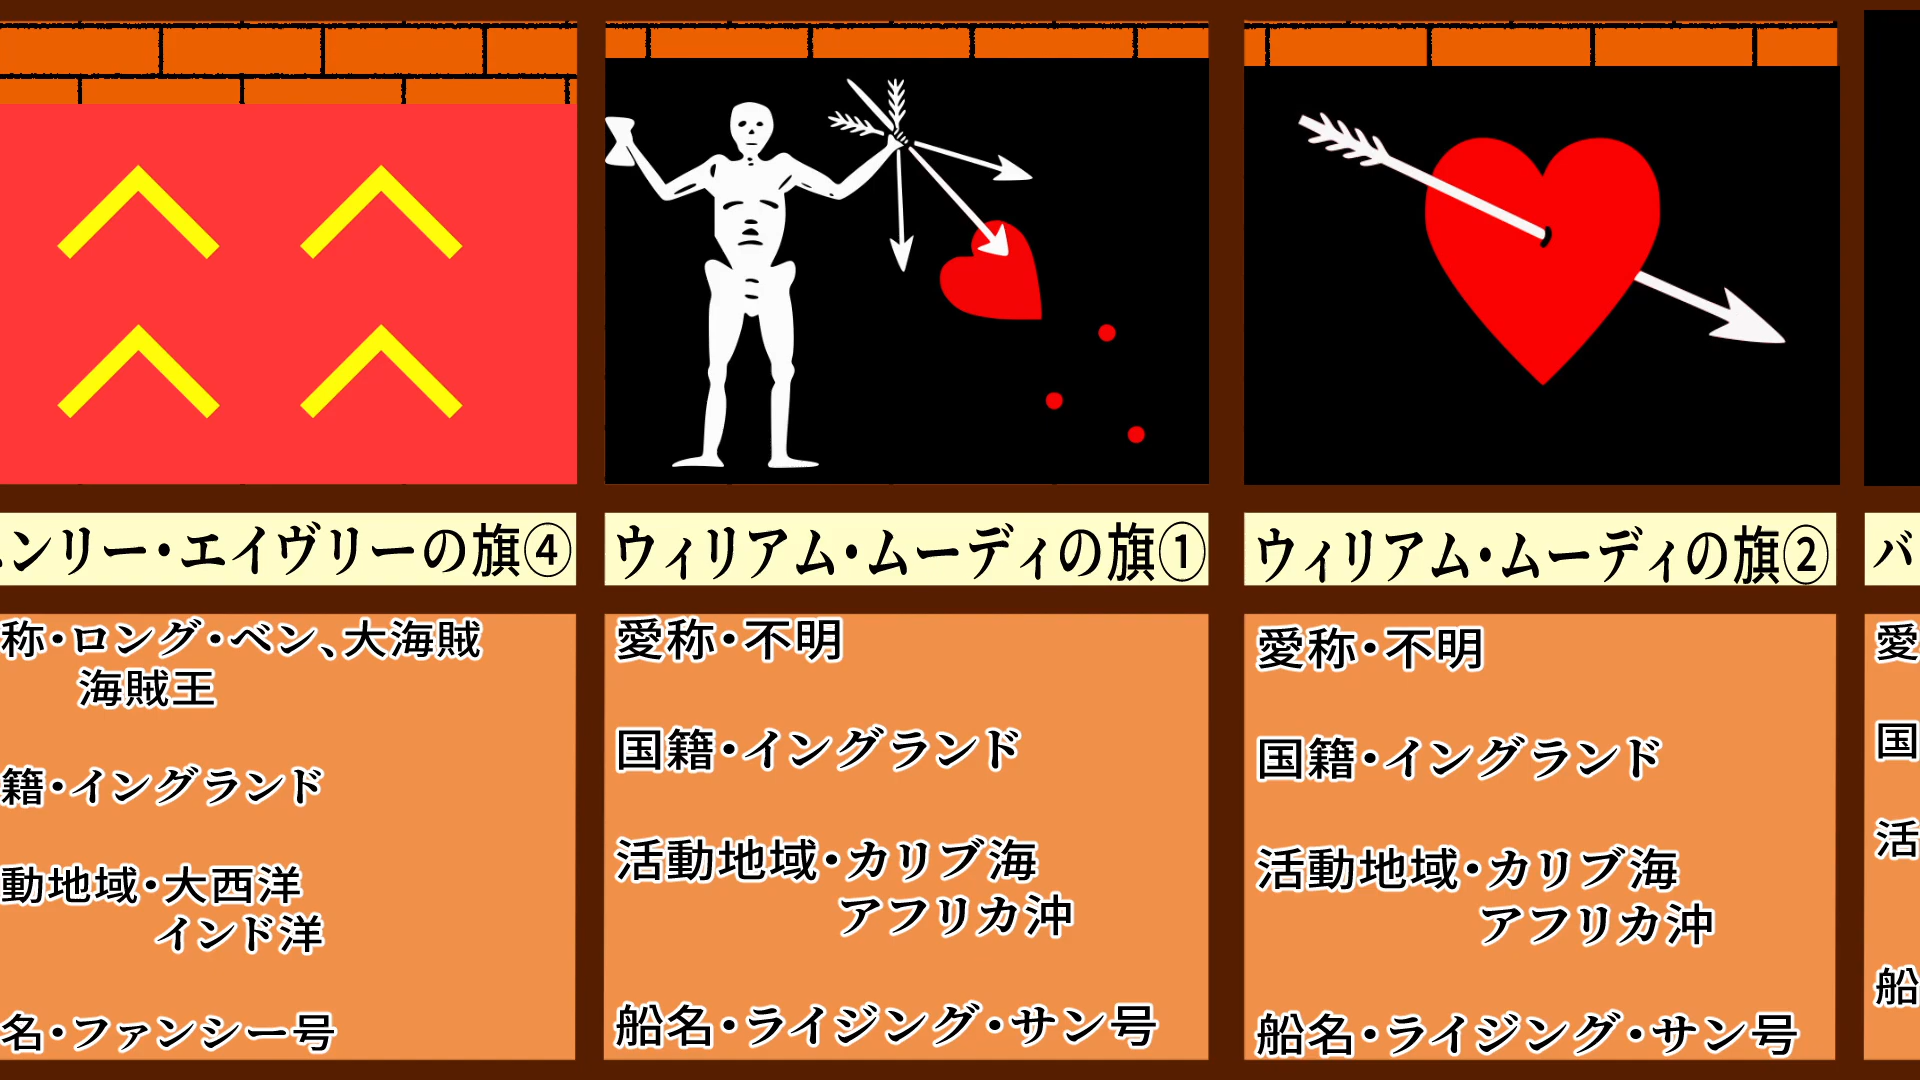 ンリー・エイヴリーの旗④
称・ロング・ベン、大海賊
海賊王
籍・イングランド
動地域・大西洋
インド洋
名・ファンシー号
ウィリアム・ムーディの旗①
愛称・不明
国籍・イングランド
活動地域・カリブ海
アフリカ沖
船名・ライジング・サン号
ウィリアム・ムーディの旗②
愛称・不明
国籍・イングランド
活動地域・カリブ海
アフリカ沖
船名・ライジング・サン号
バ
愛
国
活
船